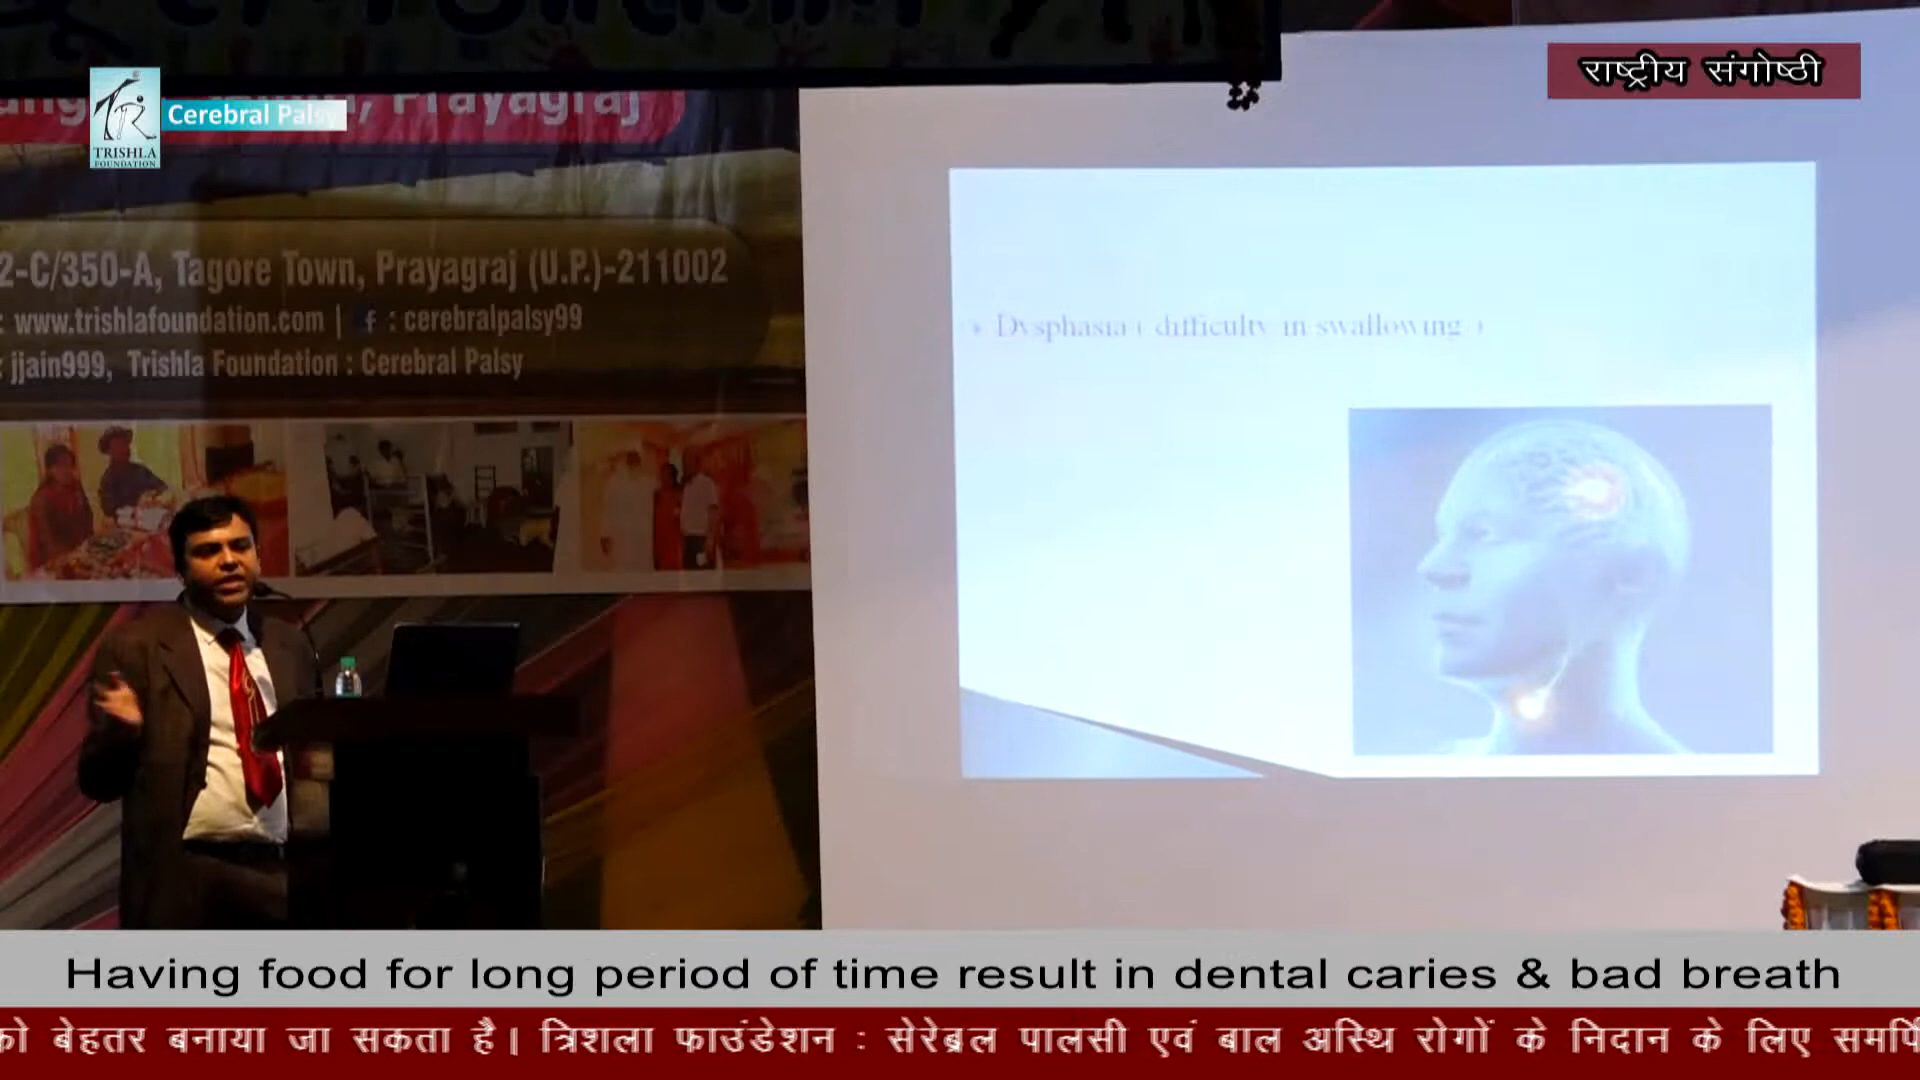 राष्ट्रीय संगोष्ठी
Cerebral Palsy
TRISHLA
FOUNDATION
Prayagraj
2-C/350-A, Tagore Town, Prayagraj (U.P.)-211002
: www.trishlafoundation.com | f : cerebralpalsy99
: jjain999, Trishla Foundation : Cerebral Palsy
Dysphasia ( difficulty in swallowing )
Having food for long period of time result in dental caries & bad breath
को बेहतर बनाया जा सकता है। त्रिशला फाउंडेशन : सेरेब्रल पालसी एवं बाल अस्थि रोगों के निदान के लिए समर्पि